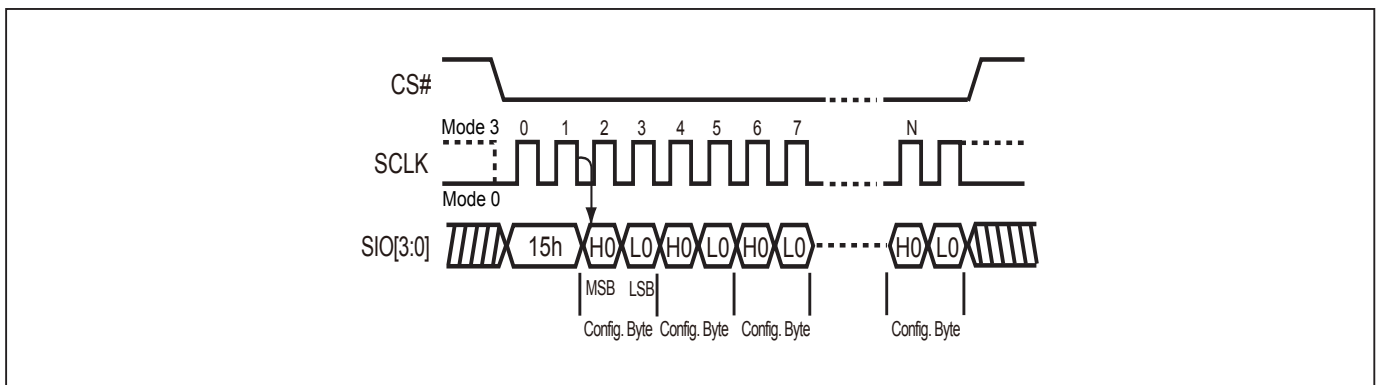 CS#
Mode 3 0 1 2 3 4 5 6 7 N
SCLK
Mode 0
SIO[3:0] 15h H0 L0 H0 L0 H0 L0 H0 L0
MSB LSB
Config. Byte Config. Byte Config. Byte Config. Byte